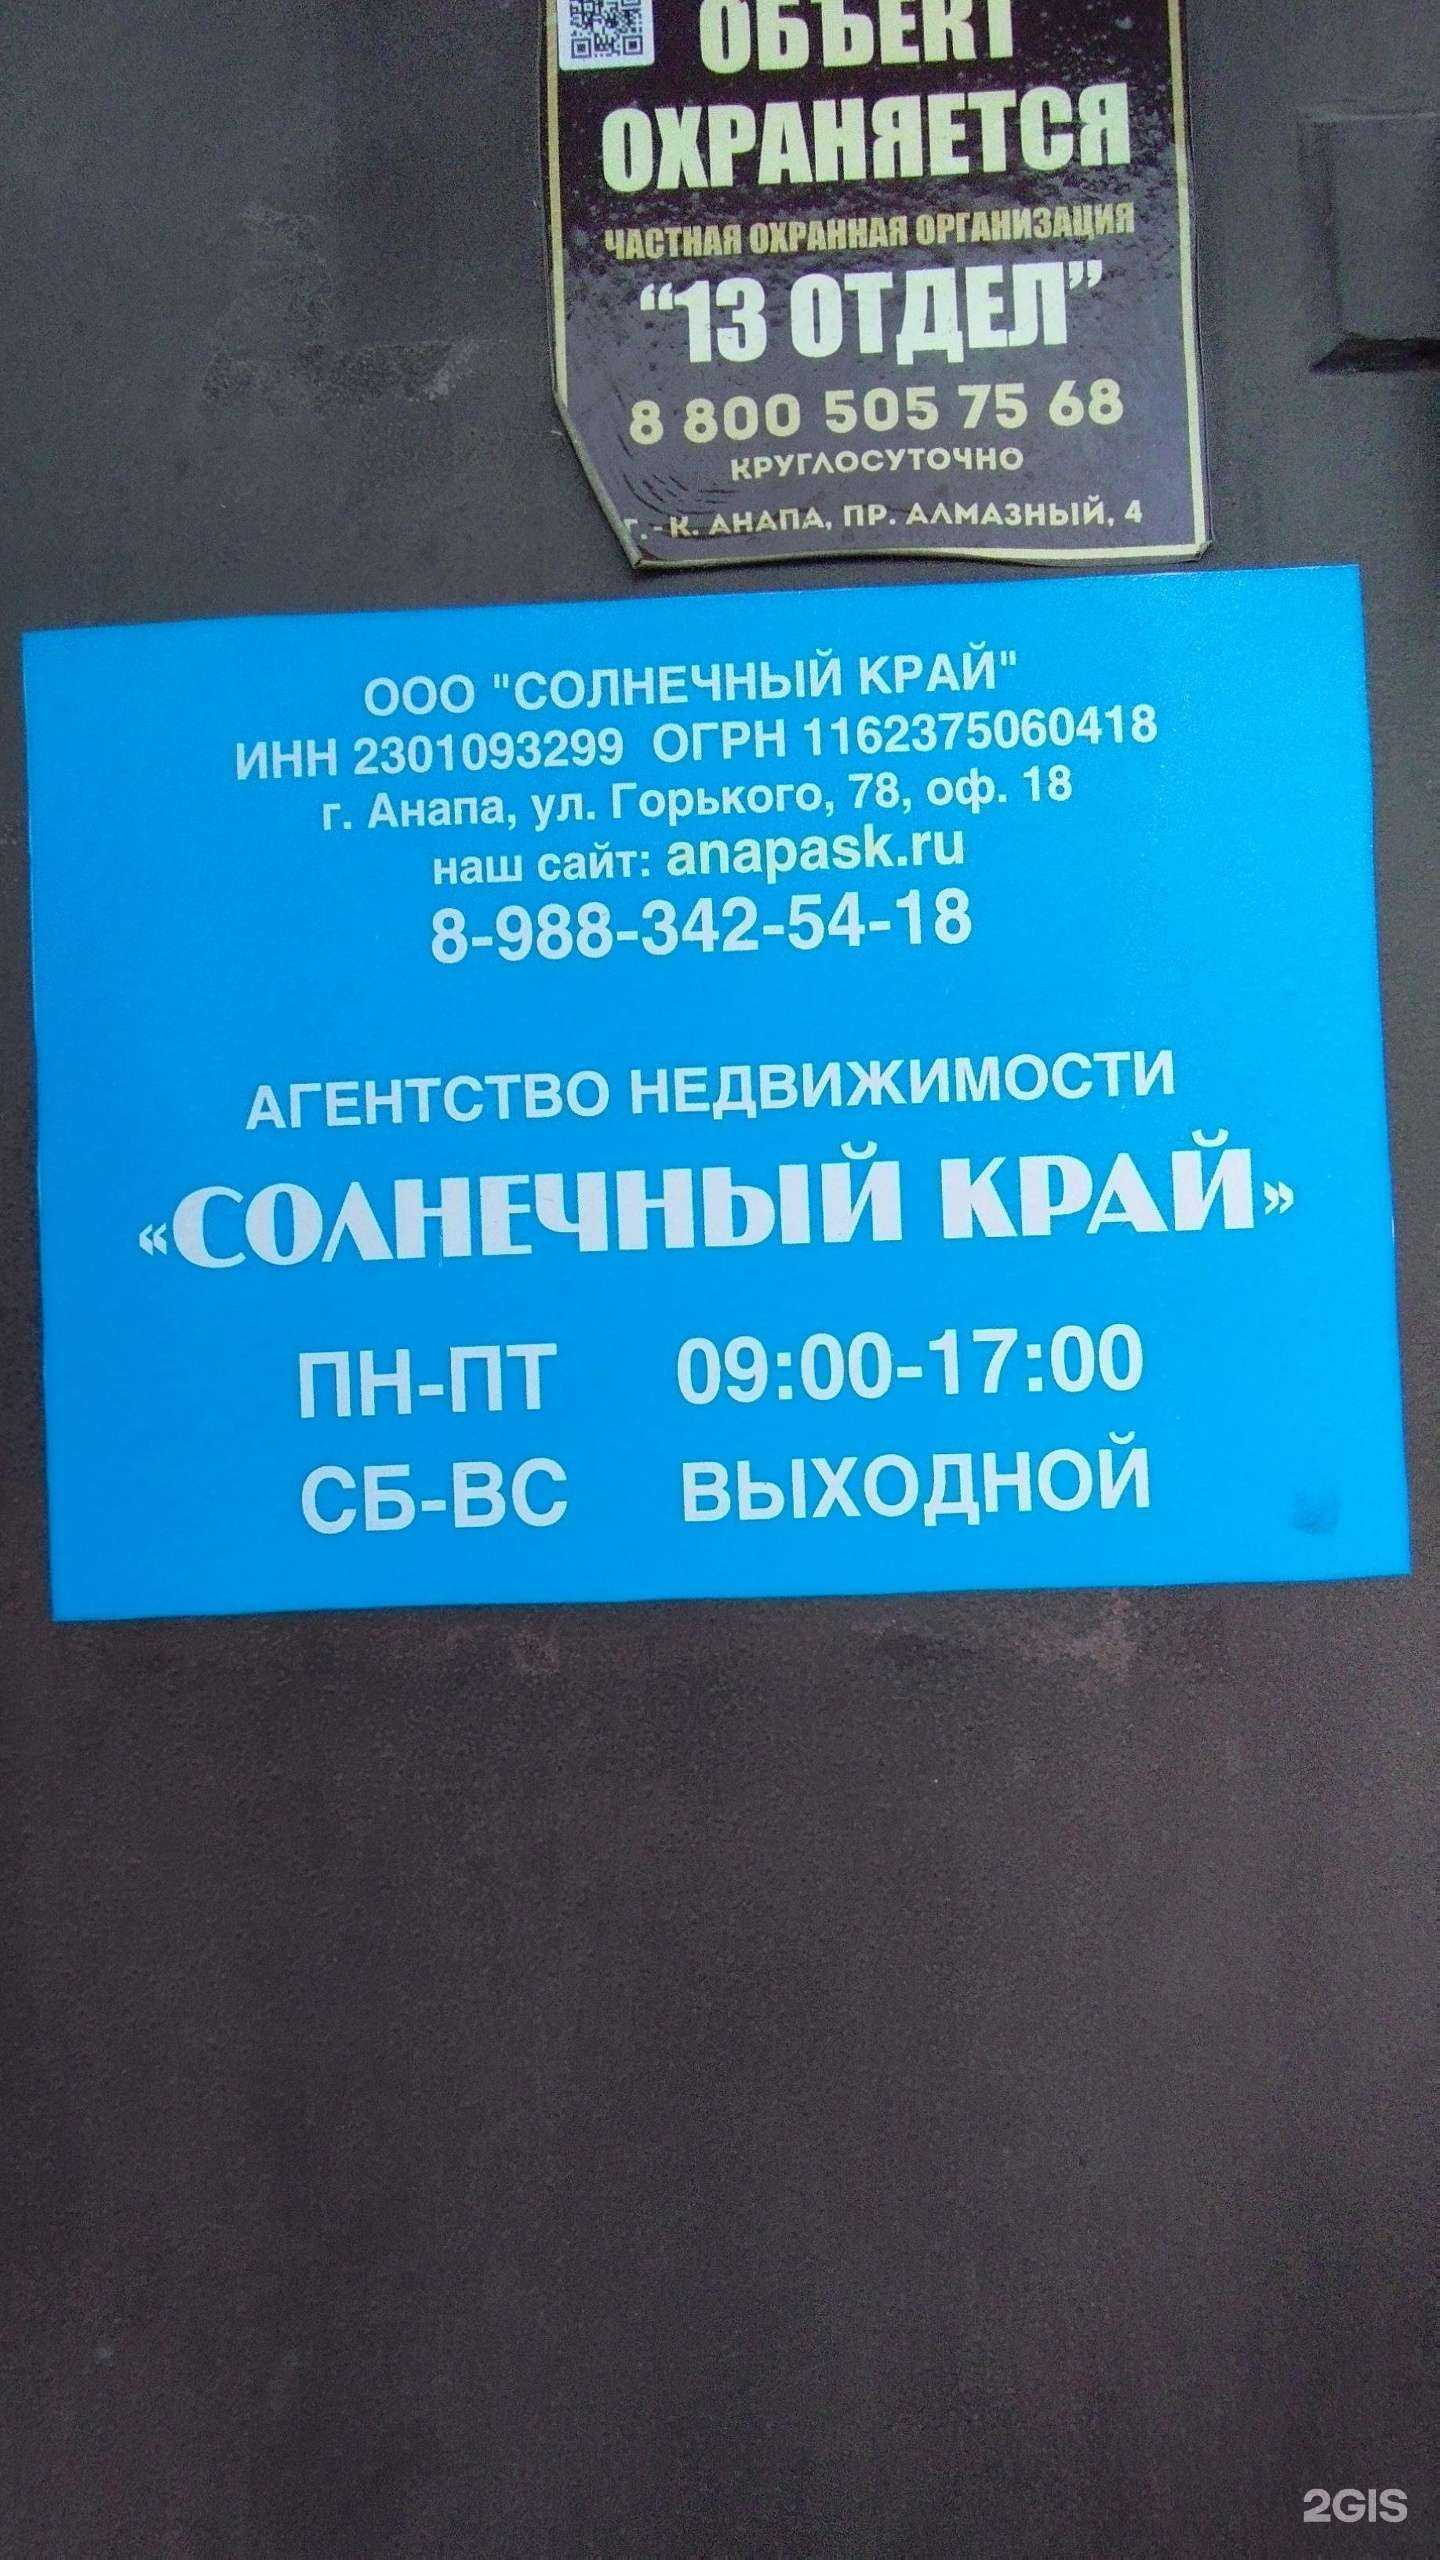 ОБЪЕКТ
ОХРАНЯЕТСЯ
ЧАСТНАЯ ОХРАННАЯ ОРГАНИЗАЦИЯ
“13 ОТДЕЛ”
8 800 505 75 68
КРУГЛОСУТОЧНО
Г. - К. АНАПА, ПР. АЛМАЗНЫЙ, 4
ООО "СОЛНЕЧНЫЙ КРАЙ"
ИНН 2301093299 ОГРН 1162375060418
г. Анапа, ул. Горького, 78, оф. 18
наш сайт: anapask.ru
8-988-342-54-18
АГЕНТСТВО НЕДВИЖИМОСТИ
«СОЛНЕЧНЫЙ КРАЙ»
ПН-ПТ 09:00-17:00
СБ-ВС ВЫХОДНОЙ
2GIS